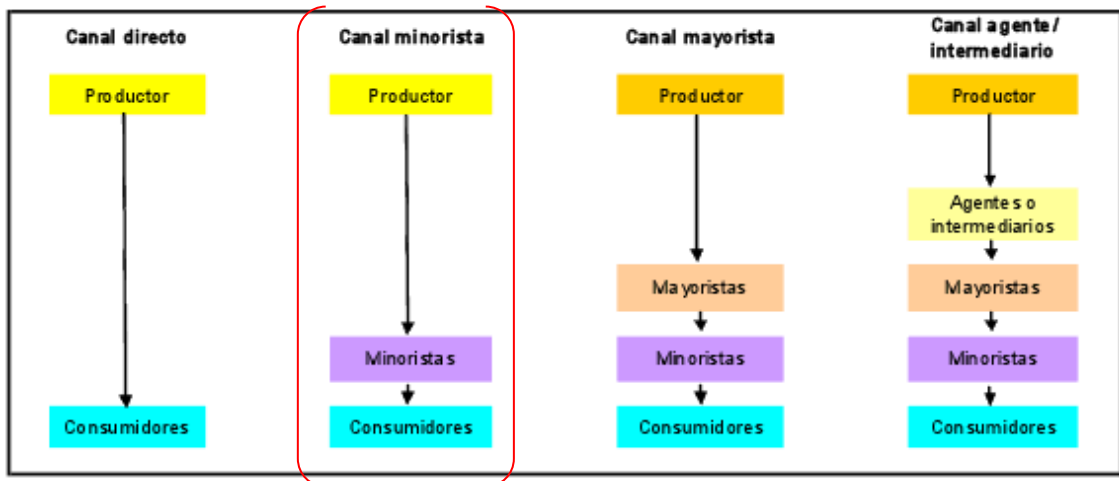 Canal directo
Productor
Consumidores
Canal minorista
Productor
Minoristas
Consumidores
Canal mayorista
Productor
Mayoristas
Minoristas
Consumidores
Canal agente/
intermediario
Productor
Agentes o
intermediarios
Mayoristas
Minoristas
Consumidores